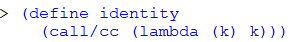 > (define identity
(call/cc (lambda (k) k)))